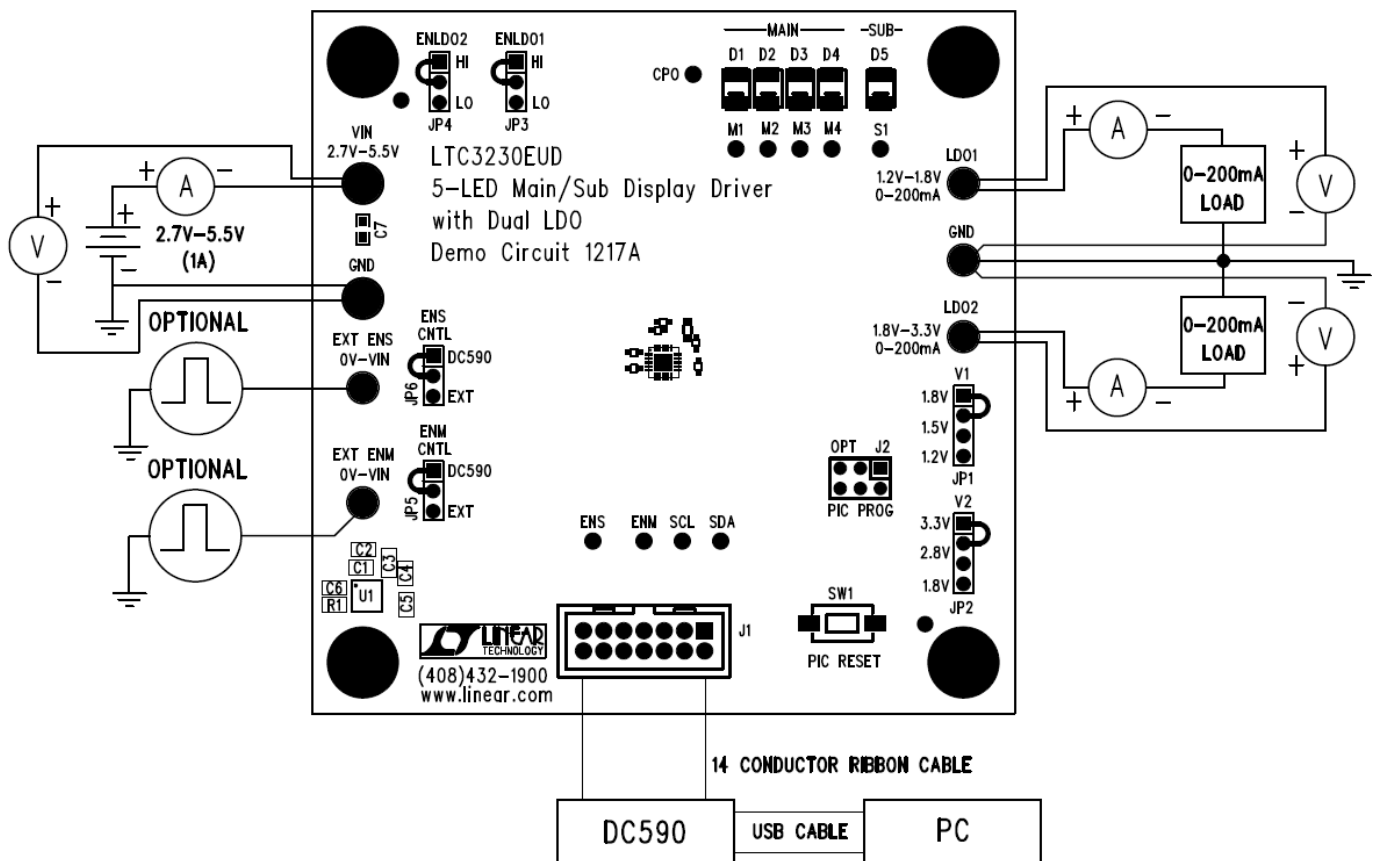 ENLDO2
HI
LO
JP4
ENLDO1
HI
LO
JP3
CPO
MAIN
SUB
D1 D2 D3 D4 D5
M1 M2 M3 M4 S1
VIN
2.7V-5.5V
LTC3230EUD
5-LED Main/Sub Display Driver
with Dual LDO
Demo Circuit 1217A
C7
GND
+ A -
+
V
-
+
-
2.7V-5.5V
(1A)
OPTIONAL
EXT ENS
0V-VIN
ENS
CNTL
DC590
EXT
JP6
OPTIONAL
EXT ENM
0V-VIN
ENM
CNTL
DC590
EXT
JP5
LDO1
1.2V-1.8V
0-200mA
GND
LDO2
1.8V-3.3V
0-200mA
+ A -
0-200mA
LOAD
+
V
-
0-200mA
LOAD
-
V
+
+ A -
V1
1.8V
1.5V
1.2V
JP1
V2
3.3V
2.8V
1.8V
JP2
OPT J2
PIC PROG
ENS ENM SCL SDA
C2
C1
C3
C4
C6
R1
U1
C5
LINEAR
TECHNOLOGY
(408)432-1900
www.linear.com
J1
SW1
PIC RESET
14 CONDUCTOR RIBBON CABLE
DC590
USB CABLE
PC